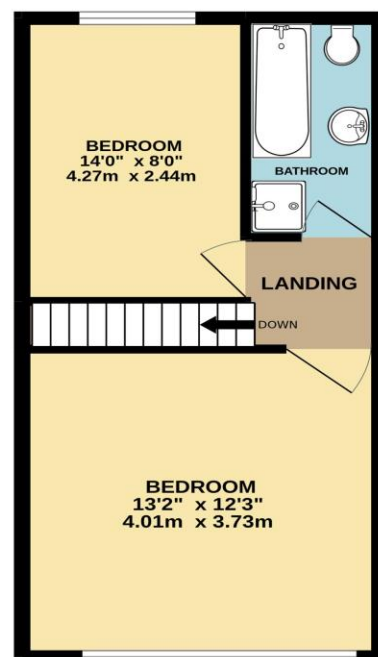 BEDROOM
14'0" x 8'0"
4.27m x 2.44m
BATHROOM
LANDING
DOWN
BEDROOM
13'2" x 12'3"
4.01m x 3.73m